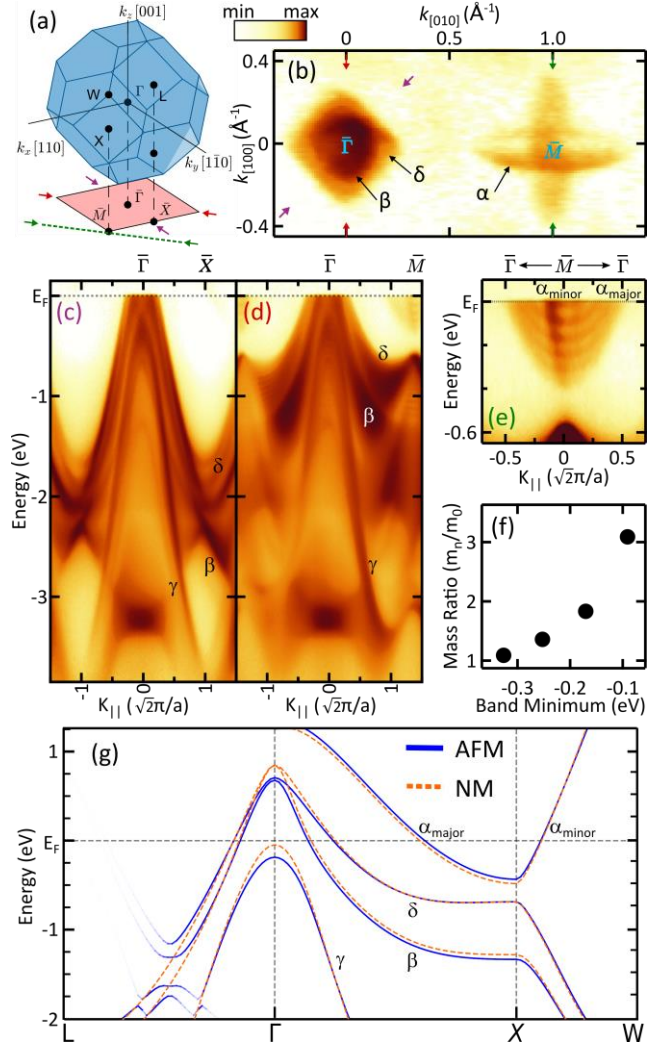 (a)
k_z [001]
W
Γ
L
X
k_x [110]
k_y [11̄0]
M̄
Γ̄
X̄
min max
k_[010] (Å⁻¹)
0 1.0
(b)
k_[100] (Å⁻¹)
-0.4
0
0.4
Γ̄
M̄
δ
β
α
Γ̄ X̄ Γ̄ M̄
E_F
(c)
(d)
δ
β
δ
β
γ
γ
-1
-2
-3
Energy (eV)
-1 0 1 -1 0 1
K_|| (√2π/a) K_|| (√2π/a)
Γ̄ ← M̄ → Γ̄
α_minor α_major
E_F
Energy (eV)
-0.6
(e)
-0.5 0 0.5
K_|| (√2π/a)
(f)
Mass Ratio (m_n/m_0)
3
2
1
-0.3 -0.2 -0.1
Band Minimum (eV)
(g)
AFM
NM
α_major
α_minor
δ
β
γ
Energy (eV)
1
E_F
-1
-2
L Γ X W